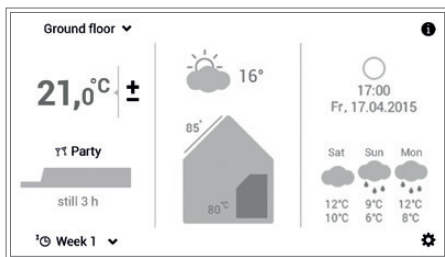 Ground floor
21,0°C ±
Party
still 3 h
Week 1
16°
85°
80°C
17:00
Fr, 17.04.2015
Sat Sun Mon
12°C 9°C 12°C
10°C 6°C 8°C